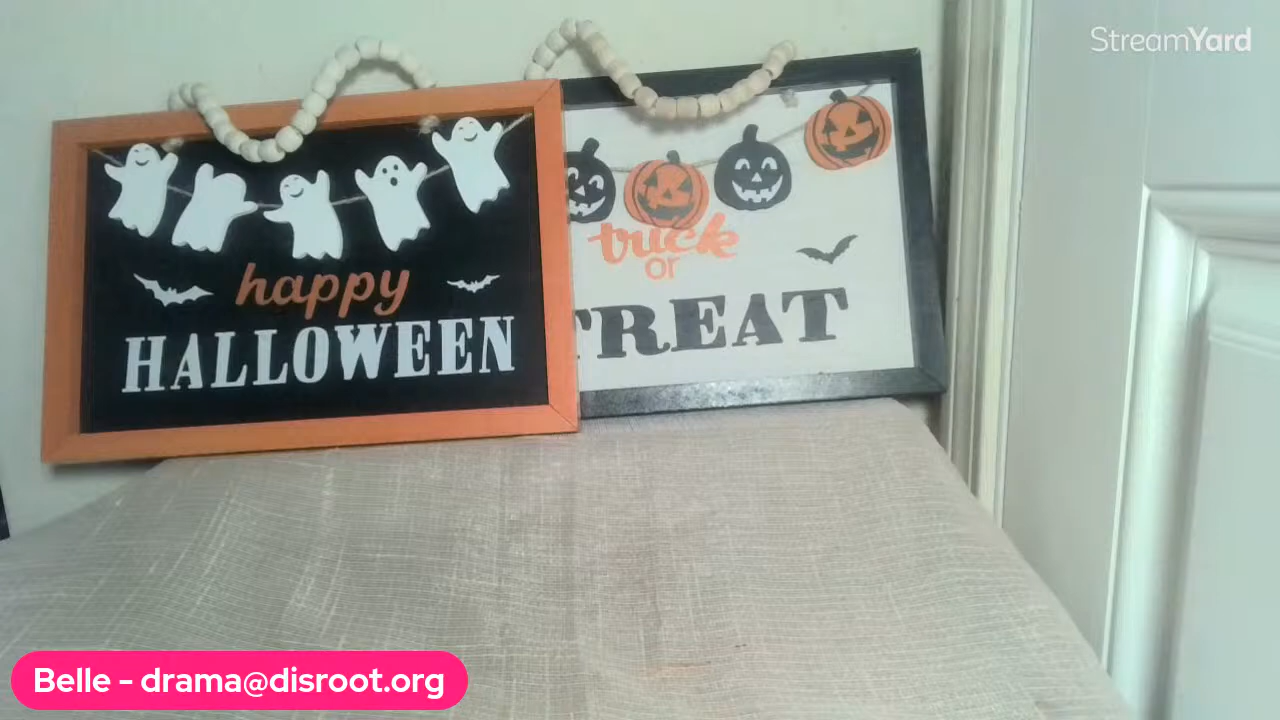 StreamYard
happy
HALLOWEEN
trick
or
TREAT
Belle - drama@disroot.org